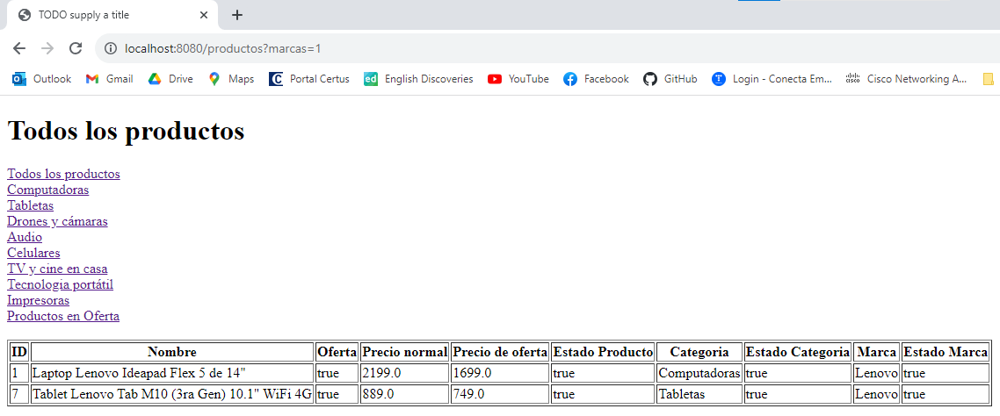 TODO supply a title
localhost:8080/productos?marcas=1
Outlook Gmail Drive Maps Portal Certus ed English Discoveries YouTube Facebook GitHub Login - Conecta Em... cisco Cisco Networking A...
Todos los productos
Todos los productos
Computadoras
Tabletas
Drones y cámaras
Audio
Celulares
TV y cine en casa
Tecnologia portátil
Impresoras
Productos en Oferta
ID Nombre Oferta Precio normal Precio de oferta Estado Producto Categoria Estado Categoria Marca Estado Marca
1 Laptop Lenovo Ideapad Flex 5 de 14" true 2199.0 1699.0 true Computadoras true Lenovo true
7 Tablet Lenovo Tab M10 (3ra Gen) 10.1" WiFi 4G true 889.0 749.0 true Tabletas true Lenovo true